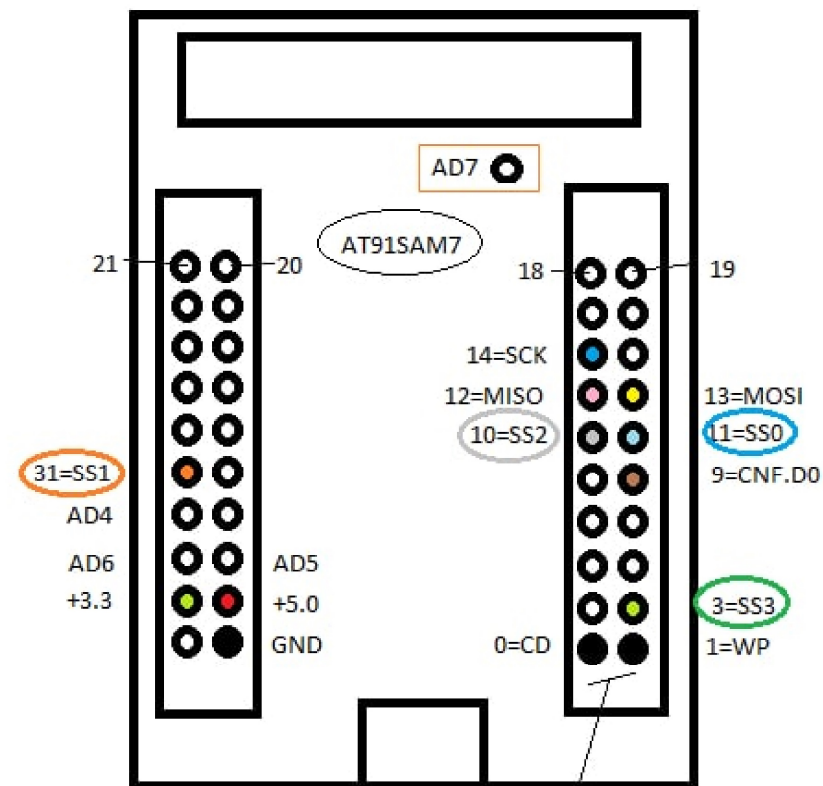 AD7
AT91SAM7
21
20
18
19
14=SCK
12=MISO
13=MOSI
10=SS2
11=SS0
31=SS1
9=CNF.D0
AD4
AD6
AD5
+3.3
+5.0
3=SS3
GND
0=CD
1=WP